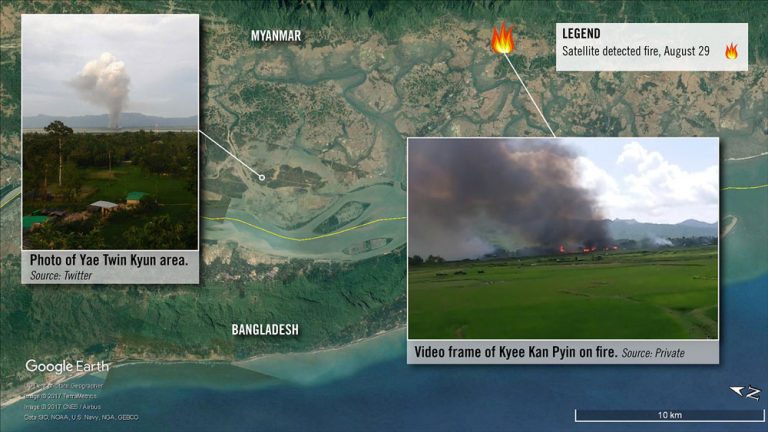 MYANMAR
LEGEND
Satellite detected fire, August 29
Photo of Yae Twin Kyun area.
Source: Twitter
BANGLADESH
Video frame of Kyee Kan Pyin on fire. Source: Private
Google Earth
Image © 2017 TerraMetrics
Image © 2017 CNES / Airbus
Data SIO, NOAA, U.S. Navy, NGA, GEBCO
N
10 km